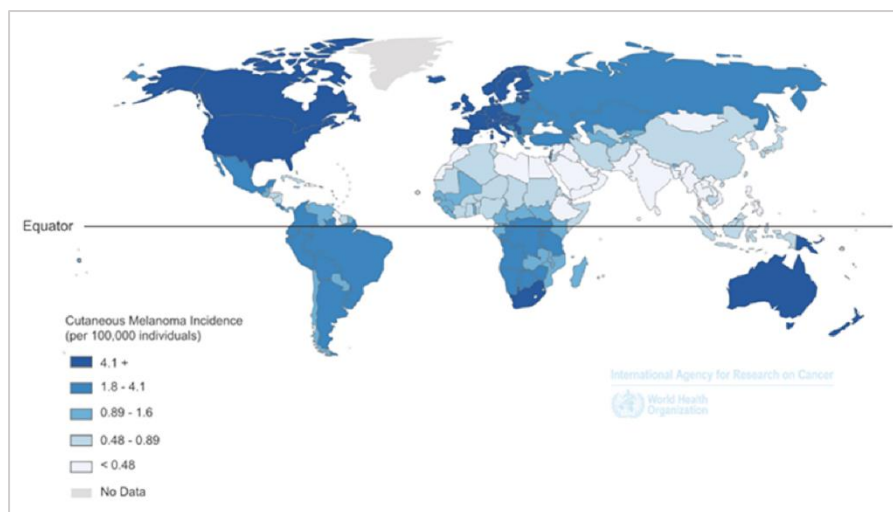 Equator
Cutaneous Melanoma Incidence
(per 100,000 individuals)
4.1 +
1.8 - 4.1
0.89 - 1.6
0.48 - 0.89
< 0.48
No Data
International Agency for Research on Cancer
World Health
Organization